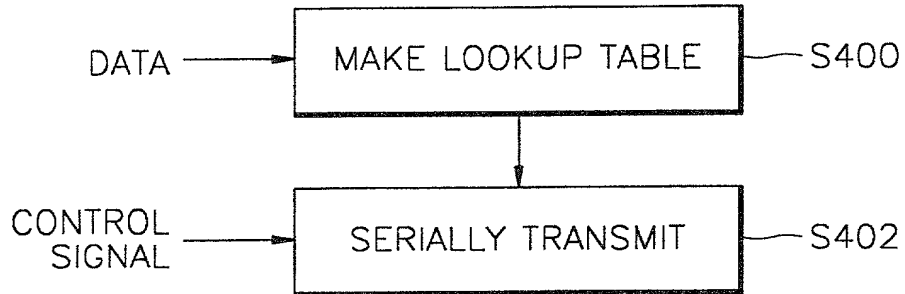 DATA
MAKE LOOKUP TABLE
S400
CONTROL
SIGNAL
SERIALLY TRANSMIT
S402